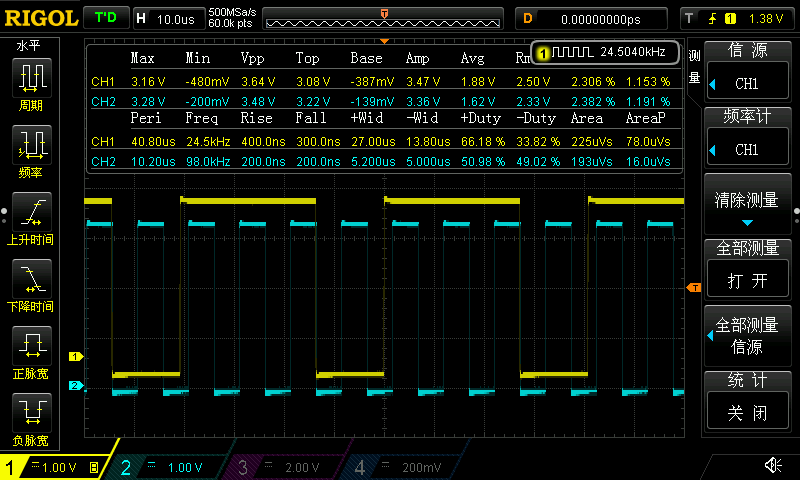 RIGOL T'D H 10.0us 500MSa/s 60.0k pts T D 0.00000000ps T 1 1.38 V
水平
周期
频率
上升时间
下降时间
正脉宽
负脉宽
1 24.5040kHz
Max Min Vpp Top Base Amp Avg Rm
CH1 3.16 V -480mV 3.64 V 3.08 V -387mV 3.47 V 1.88 V 2.50 V 2.306 % 1.153 %
CH2 3.28 V -200mV 3.48 V 3.22 V -139mV 3.36 V 1.62 V 2.33 V 2.382 % 1.191 %
Peri Freq Rise Fall +Wid -Wid +Duty -Duty Area AreaP
CH1 40.80us 24.5kHz 400.0ns 300.0ns 27.00us 13.80us 66.18 % 33.82 % 225uVs 78.0uVs
CH2 10.20us 98.0kHz 200.0ns 200.0ns 5.200us 5.000us 50.98 % 49.02 % 193uVs 16.0uVs
1
2
T
测量
信源
CH1
频率计
CH1
清除测量
全部测量
打开
全部测量
信源
统计
关闭
1 1.00 V B 2 1.00 V 3 2.00 V 4 200mV